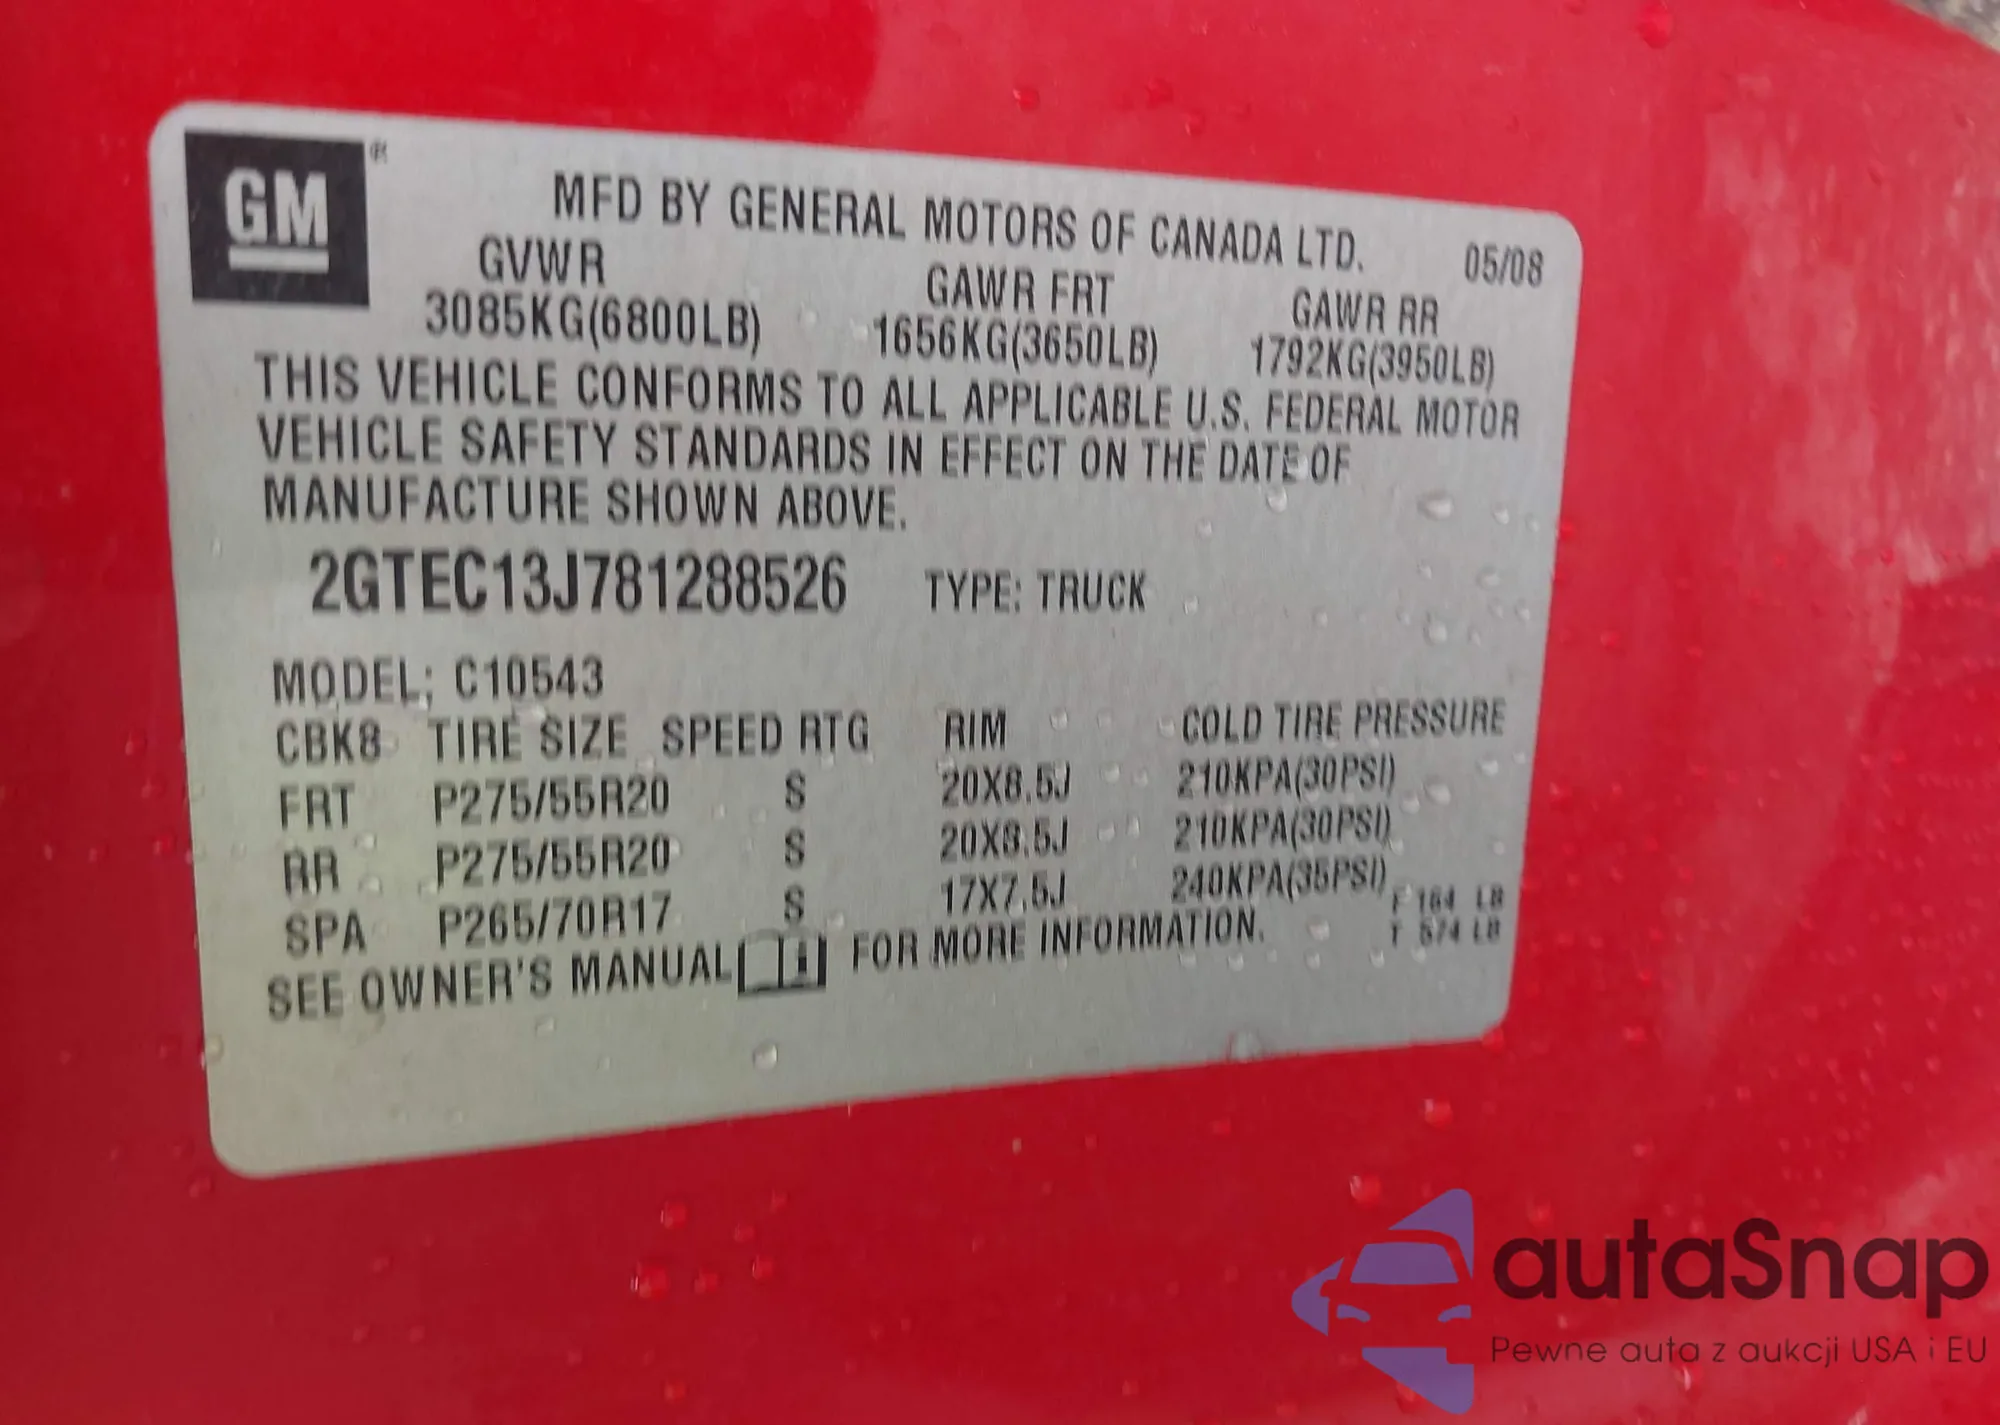 GM®
MFD BY GENERAL MOTORS OF CANADA LTD.
05/08
GVWR GAWR FRT GAWR RR
3085KG(6800LB) 1656KG(3650LB) 1792KG(3950LB)
THIS VEHICLE CONFORMS TO ALL APPLICABLE U.S. FEDERAL MOTOR
VEHICLE SAFETY STANDARDS IN EFFECT ON THE DATE OF
MANUFACTURE SHOWN ABOVE.
2GTEC13J781288526 TYPE: TRUCK
MODEL: C10543
CBK8 TIRE SIZE SPEED RTG RIM COLD TIRE PRESSURE
FRT P275/55R20 S 20X8.5J 210KPA(30PSI)
RR P275/55R20 S 20X8.5J 210KPA(30PSI)
SPA P265/70R17 S 17X7.5J 240KPA(35PSI)
F 164 LB
T 574 LB
SEE OWNER'S MANUAL FOR MORE INFORMATION.
autaSnap
Pewne auta z aukcji USA i EU